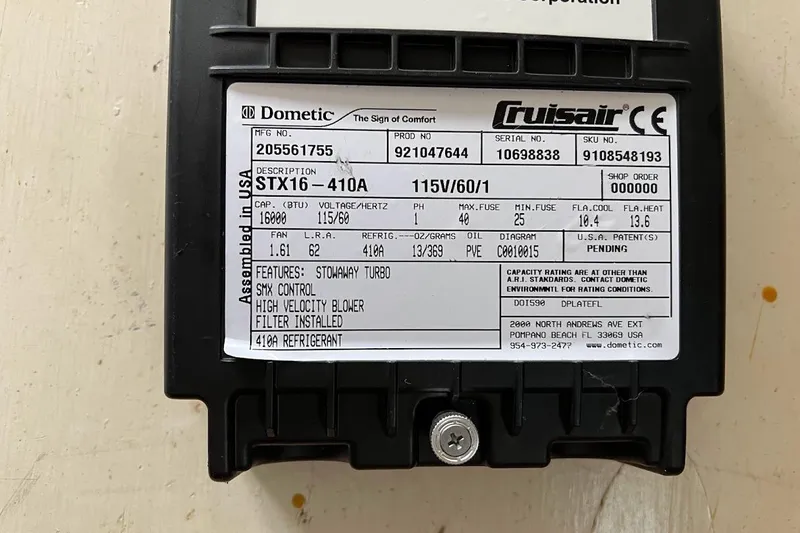 Dometic® The Sign of Comfort Cruisair® CE
MFG NO. PROD NO SERIAL NO. SKU NO.
205561755 921047644 10698838 9108548193
DESCRIPTION SHOP ORDER
STX16-410A 115V/60/1 000000
CAP. (BTU) VOLTAGE/HERTZ PH MAX.FUSE MIN.FUSE FLA.COOL FLA.HEAT
16000 115/60 1 40 25 10.4 13.6
FAN L.R.A. REFRIG.---OZ/GRAMS OIL DIAGRAM U.S.A. PATENT(S)
1.61 62 410A 13/369 PVE C0010015 PENDING
FEATURES: STOWAWAY TURBO
SMX CONTROL
HIGH VELOCITY BLOWER
FILTER INSTALLED
410A REFRIGERANT
CAPACITY RATING ARE AT OTHER THAN
A.R.I. STANDARDS. CONTACT DOMETIC
ENVIRONMNTL FOR RATING CONDITIONS.
DOI590 DPLATEFL
2000 NORTH ANDREWS AVE EXT
POMPANO BEACH FL 33069 USA
954-973-2477 www.dometic.com
Assembled in USA